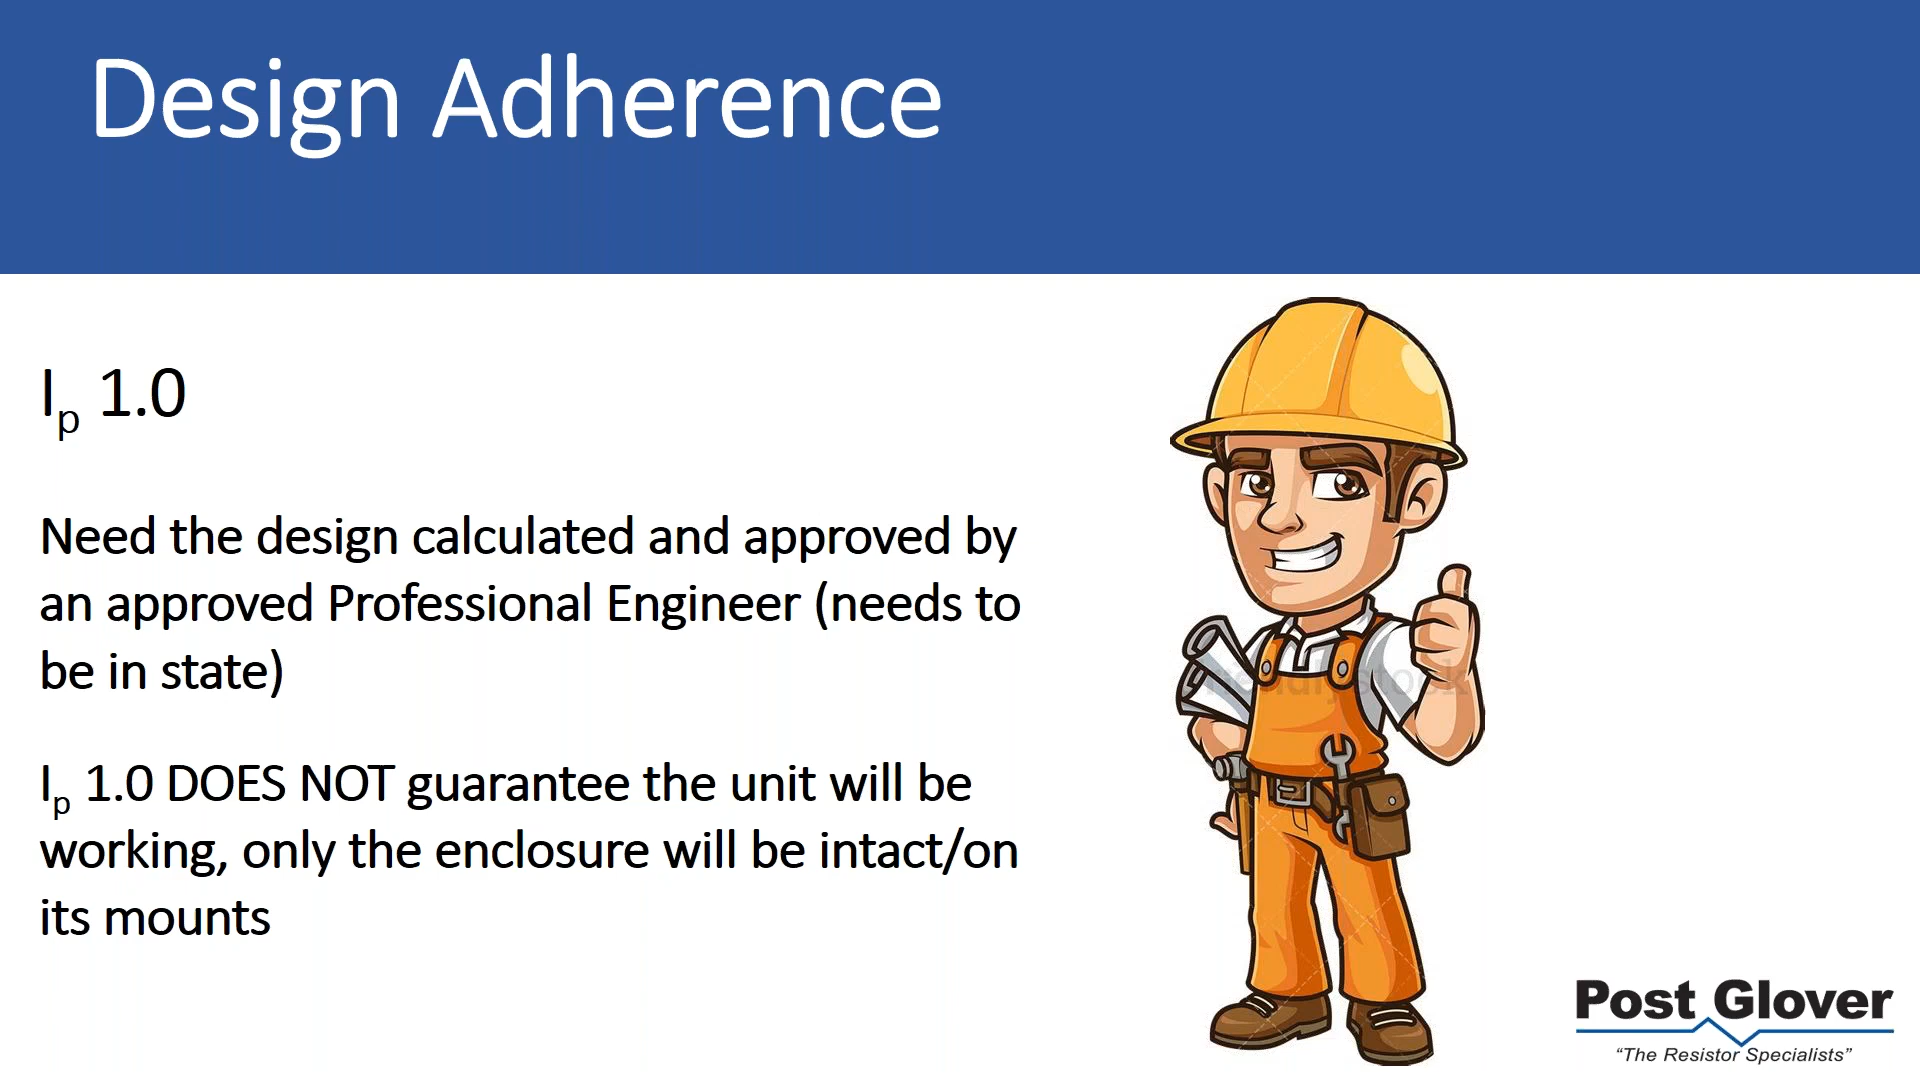 Design Adherence
Ip 1.0
Need the design calculated and approved by
an approved Professional Engineer (needs to
be in state)
Ip 1.0 DOES NOT guarantee the unit will be
working, only the enclosure will be intact/on
its mounts
Post Glover
“The Resistor Specialists”